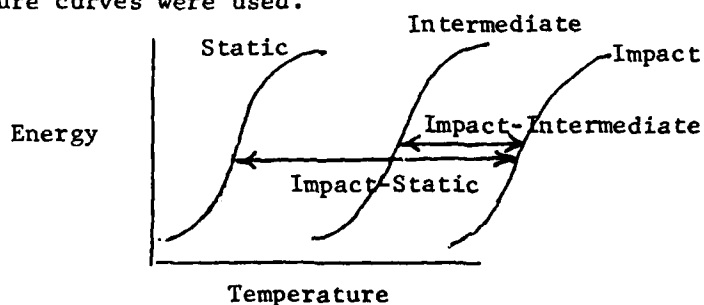 ure curves were used.
Intermediate
Static
Impact
Energy
Impact-Intermediate
Impact-Static
Temperature